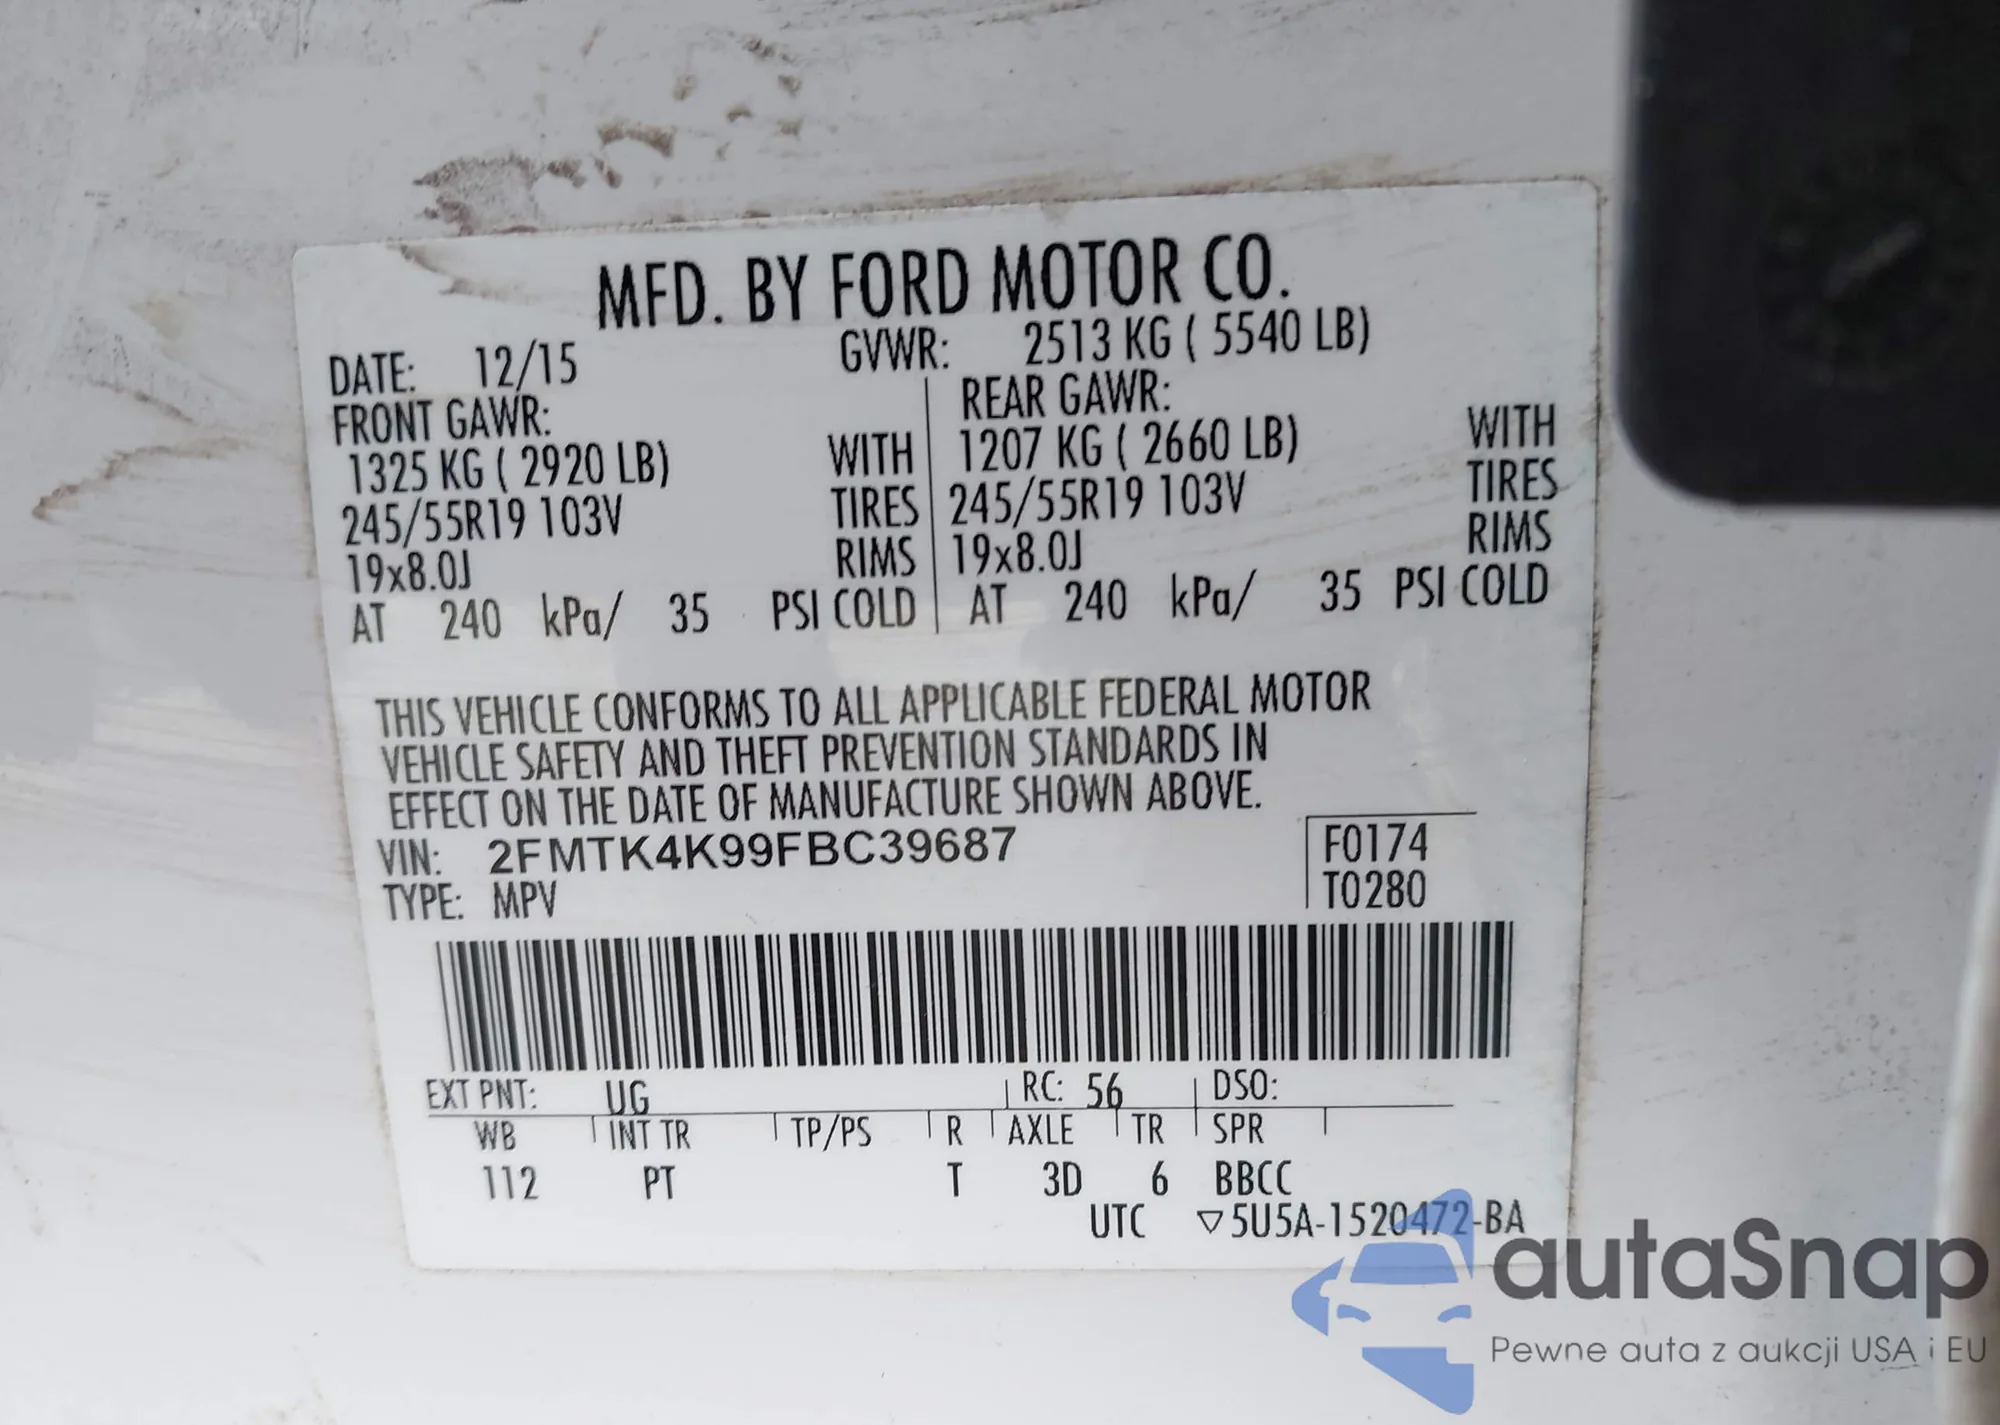 MFD. BY FORD MOTOR CO.
DATE: 12/15 GVWR: 2513 KG ( 5540 LB)
FRONT GAWR: REAR GAWR:
1325 KG ( 2920 LB) WITH 1207 KG ( 2660 LB) WITH
245/55R19 103V TIRES 245/55R19 103V TIRES
19x8.0J RIMS 19x8.0J RIMS
AT 240 kPa/ 35 PSI COLD AT 240 kPa/ 35 PSI COLD
THIS VEHICLE CONFORMS TO ALL APPLICABLE FEDERAL MOTOR
VEHICLE SAFETY AND THEFT PREVENTION STANDARDS IN
EFFECT ON THE DATE OF MANUFACTURE SHOWN ABOVE.
VIN: 2FMTK4K99FBC39687 F0174
TYPE: MPV T0280
EXT PNT: UG RC: 56 DSO:
WB INT TR TP/PS R AXLE TR SPR
112 PT T 3D 6 BBCC
UTC ▽5U5A-1520472-BA
autaSnap
Pewne auta z aukcji USA i EU